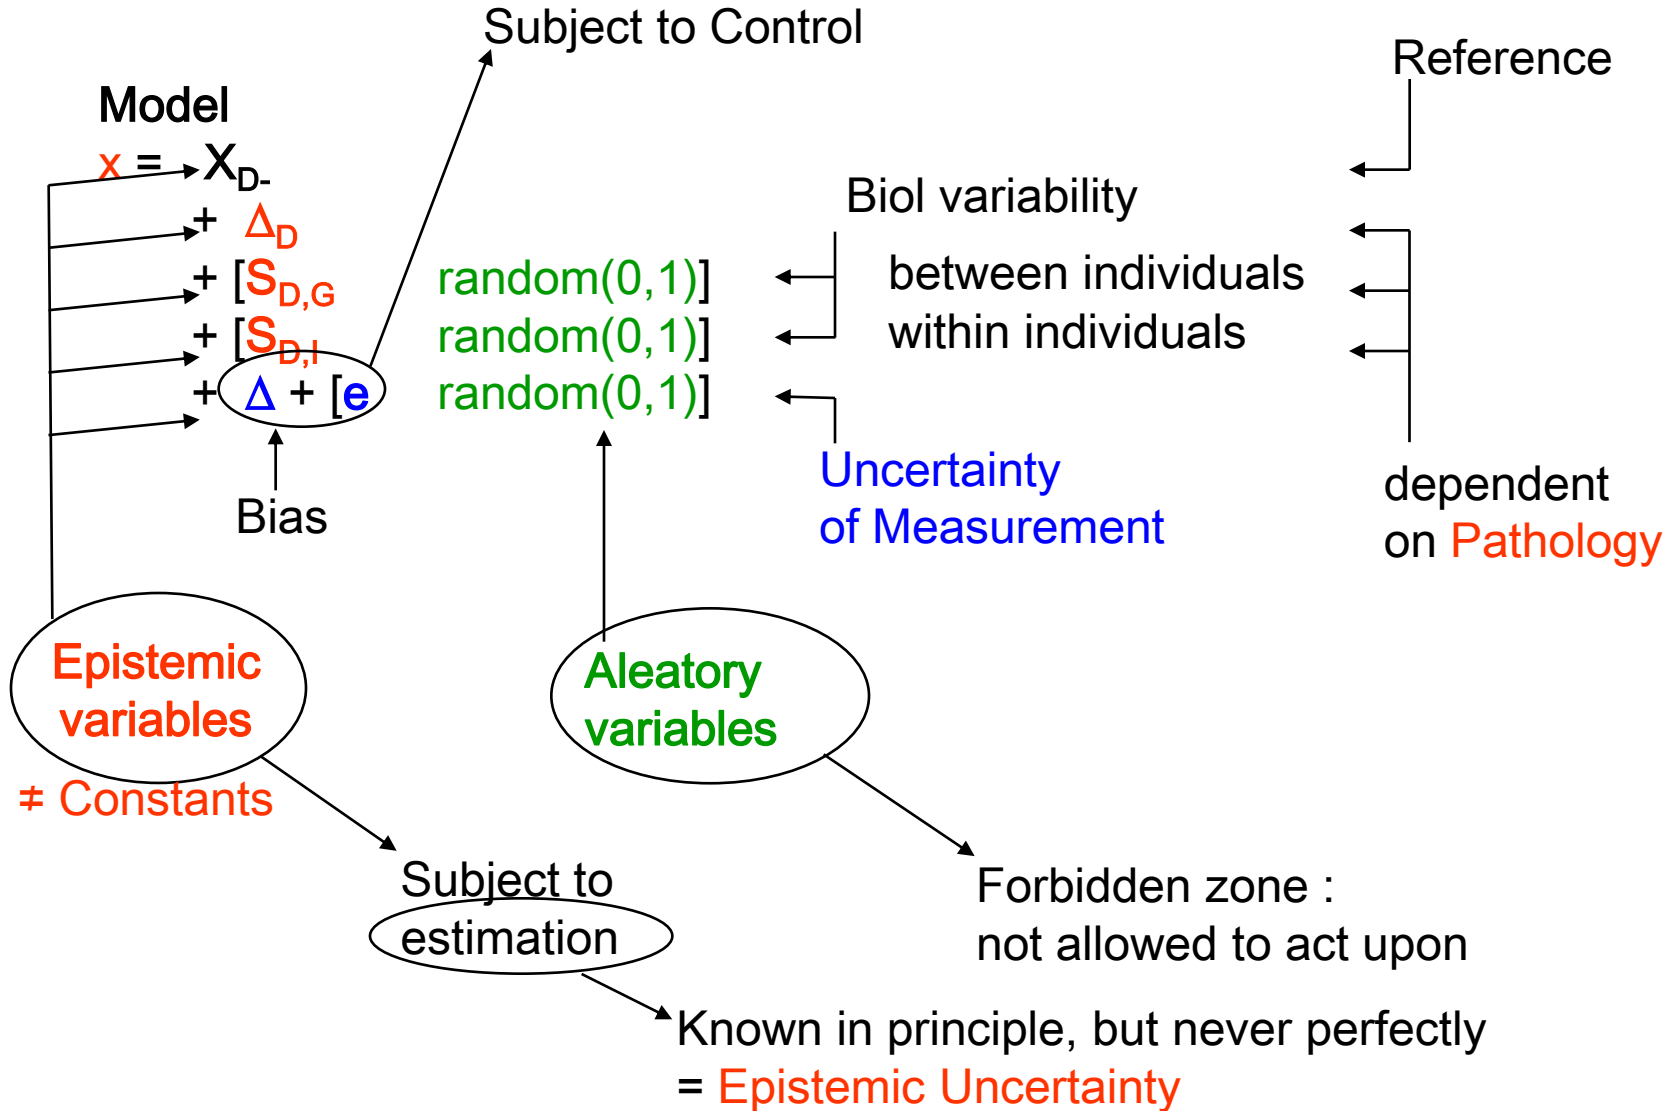 Subject to Control
Reference
Model
x = X_D-
+ Δ_D
+ [S_D,G random(0,1)]
+ [S_D,I random(0,1)]
+ Δ + [e random(0,1)]
Biol variability
between individuals
within individuals
Bias
Uncertainty
of Measurement
dependent
on Pathology
Epistemic
variables
≠ Constants
Aleatory
variables
Subject to
estimation
Forbidden zone :
not allowed to act upon
Known in principle, but never perfectly
= Epistemic Uncertainty